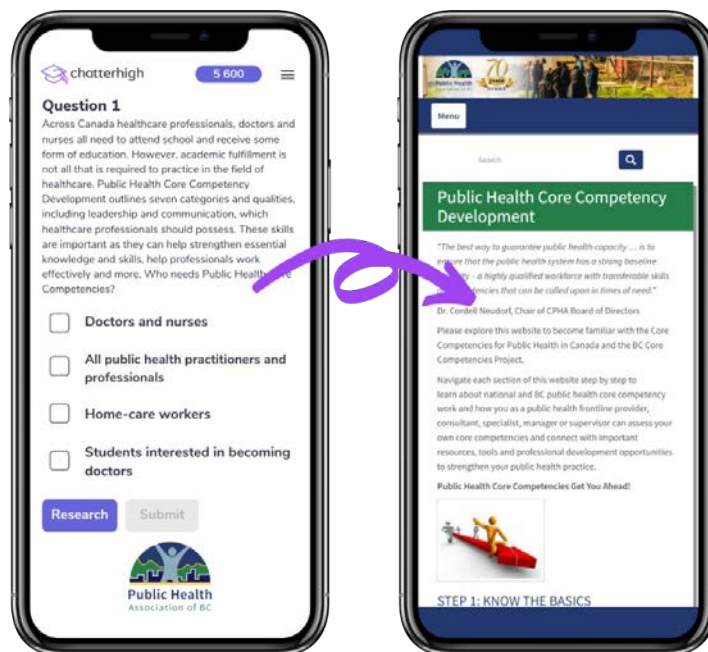 chatterhigh
5 600
Question 1
Across Canada healthcare professionals, doctors and
nurses all need to attend school and receive some
form of education. However, academic fulfillment is
not all that is required to practice in the field of
healthcare. Public Health Core Competency
Development outlines seven categories and qualities,
including leadership and communication, which
healthcare professionals should possess. These skills
are important as they can help strengthen essential
knowledge and skills, help professionals work
effectively and more. Who needs Public Health
Competencies?
Doctors and nurses
All public health practitioners and
professionals
Home-care workers
Students interested in becoming
doctors
Research
Submit
Public Health
Association of BC
Public Health
70
Menu
Search
Public Health Core Competency
Development
"The best way to guarantee public health capacity ... is to
ensure that the public health system has a strong baseline
- a highly qualified workforce with transferable skills
that can be called upon in times of need."
Dr. Cordell Neudorf, Chair of CPHA Board of Directors
Please explore this website to become familiar with the Core
Competencies for Public Health in Canada and the BC Core
Competencies Project.
Navigate each section of this website step by step to
learn about national and BC public health core competency
work and how you as a public health frontline provider,
consultant, specialist, manager or supervisor can assess your
own core competencies and connect with important
resources, tools and professional development opportunities
to strengthen your public health practice.
Public Health Core Competencies Get You Ahead!
STEP 1: KNOW THE BASICS